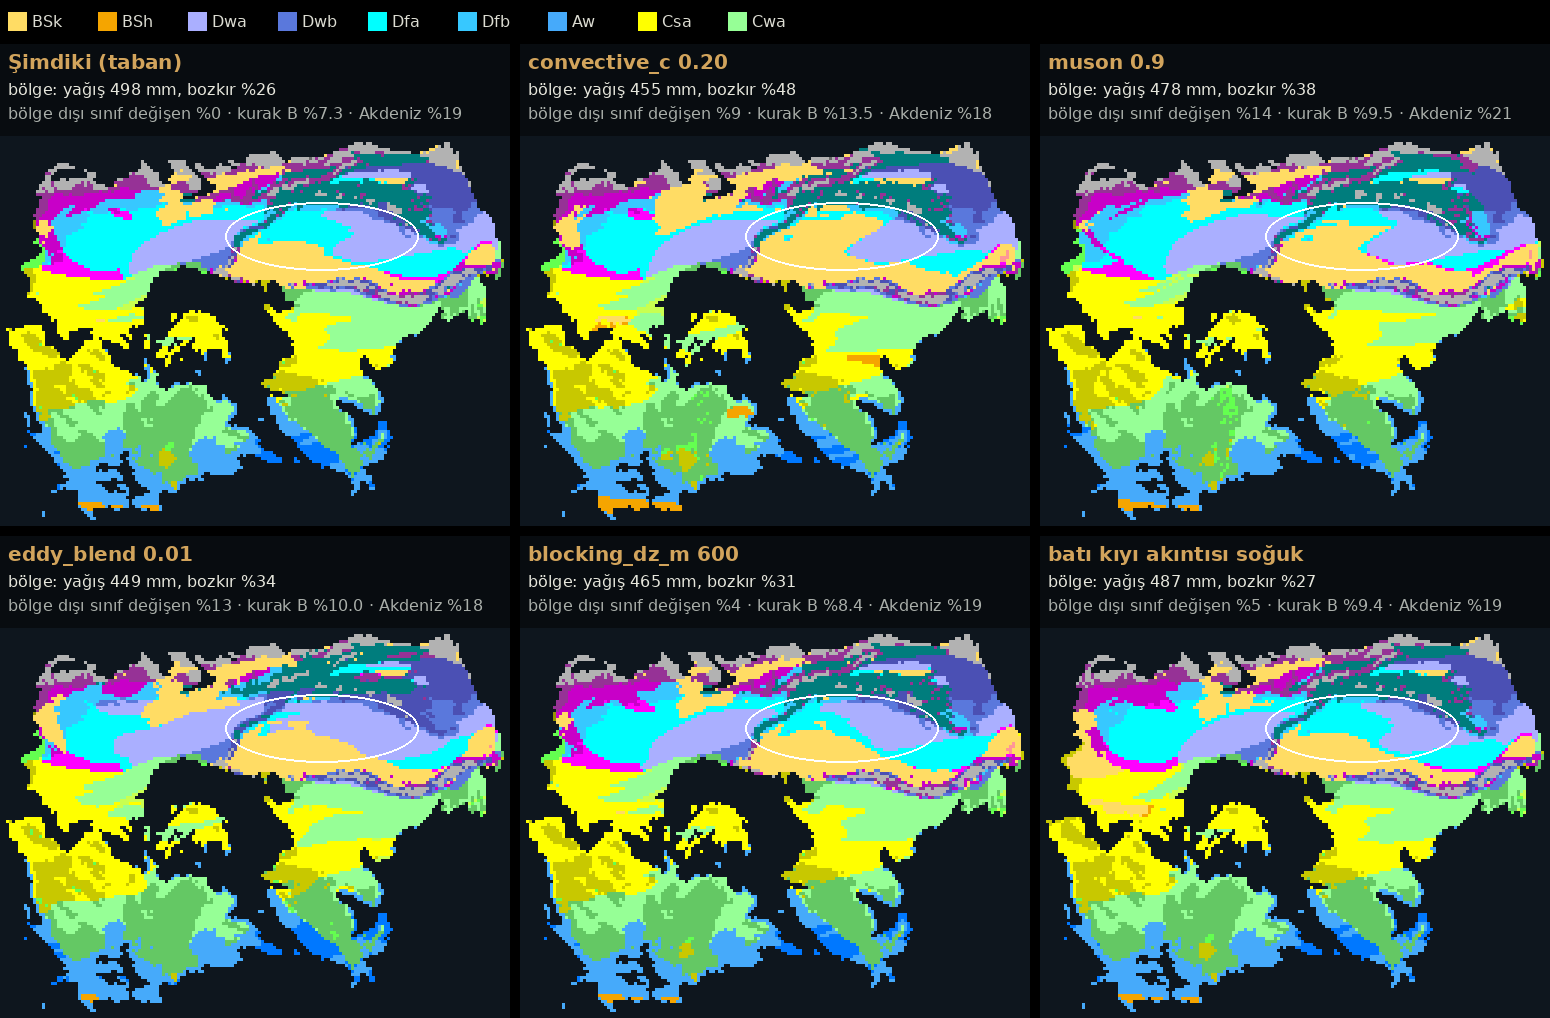 BSk BSh Dwa Dwb Dfa Dfb Aw Csa Cwa
Şimdiki (taban)
bölge: yağış 498 mm, bozkır %26
bölge dışı sınıf değişen %0 · kurak B %7.3 · Akdeniz %19
convective_c 0.20
bölge: yağış 455 mm, bozkır %48
bölge dışı sınıf değişen %9 · kurak B %13.5 · Akdeniz %18
muson 0.9
bölge: yağış 478 mm, bozkır %38
bölge dışı sınıf değişen %14 · kurak B %9.5 · Akdeniz %21
eddy_blend 0.01
bölge: yağış 449 mm, bozkır %34
bölge dışı sınıf değişen %13 · kurak B %10.0 · Akdeniz %18
blocking_dz_m 600
bölge: yağış 465 mm, bozkır %31
bölge dışı sınıf değişen %4 · kurak B %8.4 · Akdeniz %19
batı kıyı akıntısı soğuk
bölge: yağış 487 mm, bozkır %27
bölge dışı sınıf değişen %5 · kurak B %9.4 · Akdeniz %19